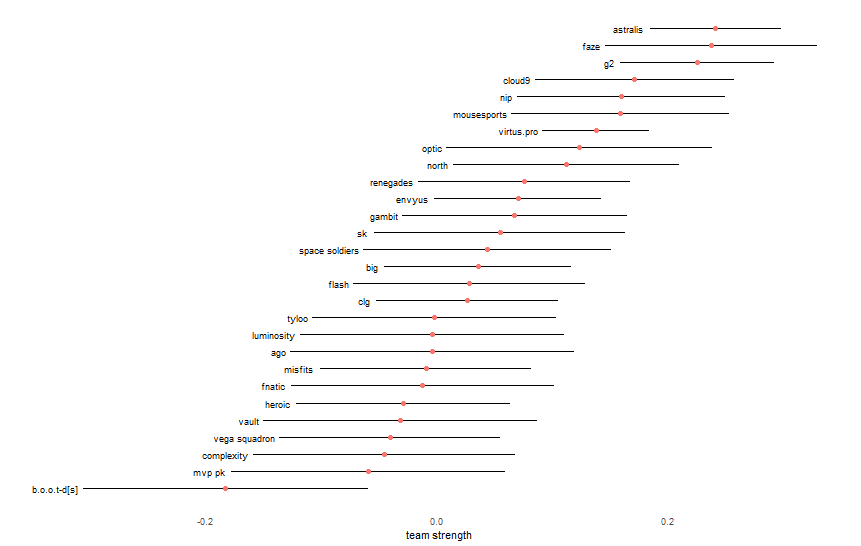 astralis
faze
g2
cloud9
nip
mousesports
virtus.pro
optic
north
renegades
envyus
gambit
sk
space soldiers
big
flash
clg
tyloo
luminosity
ago
misfits
fnatic
heroic
vault
vega squadron
complexity
mvp pk
b.o.o.t-d[s]
-0.2 0.0 0.2
team strength